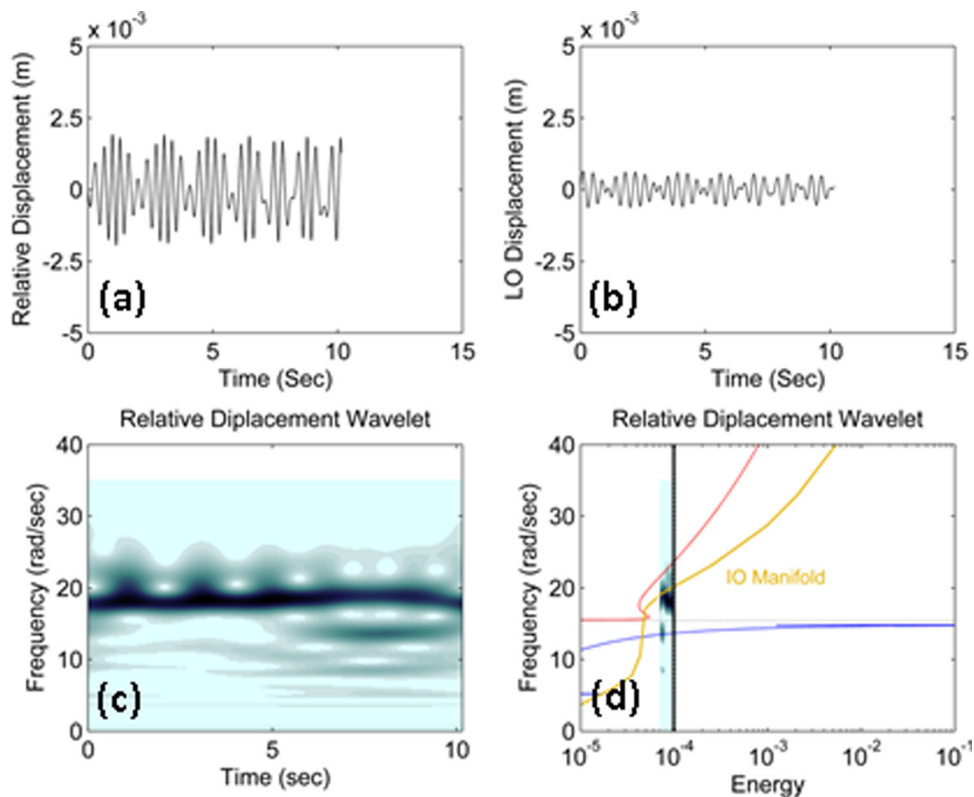 x 10⁻³
5
2.5
0
-2.5
-5
0 5 10 15
Relative Displacement (m)
Time (Sec)
(a)
x 10⁻³
5
2.5
0
-2.5
-5
0 5 10 15
LO Displacement (m)
Time (Sec)
(b)
Relative Diplacement Wavelet
40
30
20
10
0
0 5 10
Frequency (rad/sec)
Time (sec)
(c)
Relative Diplacement Wavelet
40
30
20
10
0
10⁻⁵ 10⁻⁴ 10⁻³ 10⁻² 10⁻¹
Frequency (rad/sec)
Energy
IO Manifold
(d)